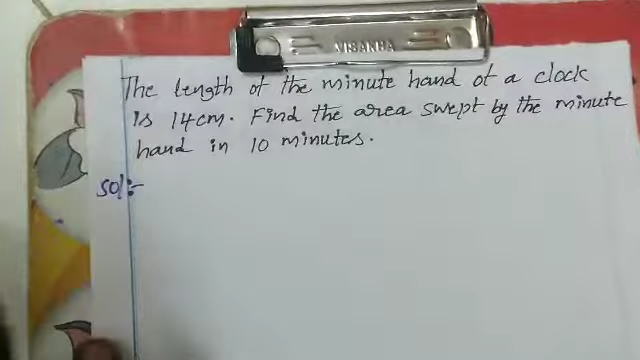 VISAKHA
The length of the minute hand of a clock
is 14cm. Find the area swept by the minute
hand in 10 minutes.
Sol:-